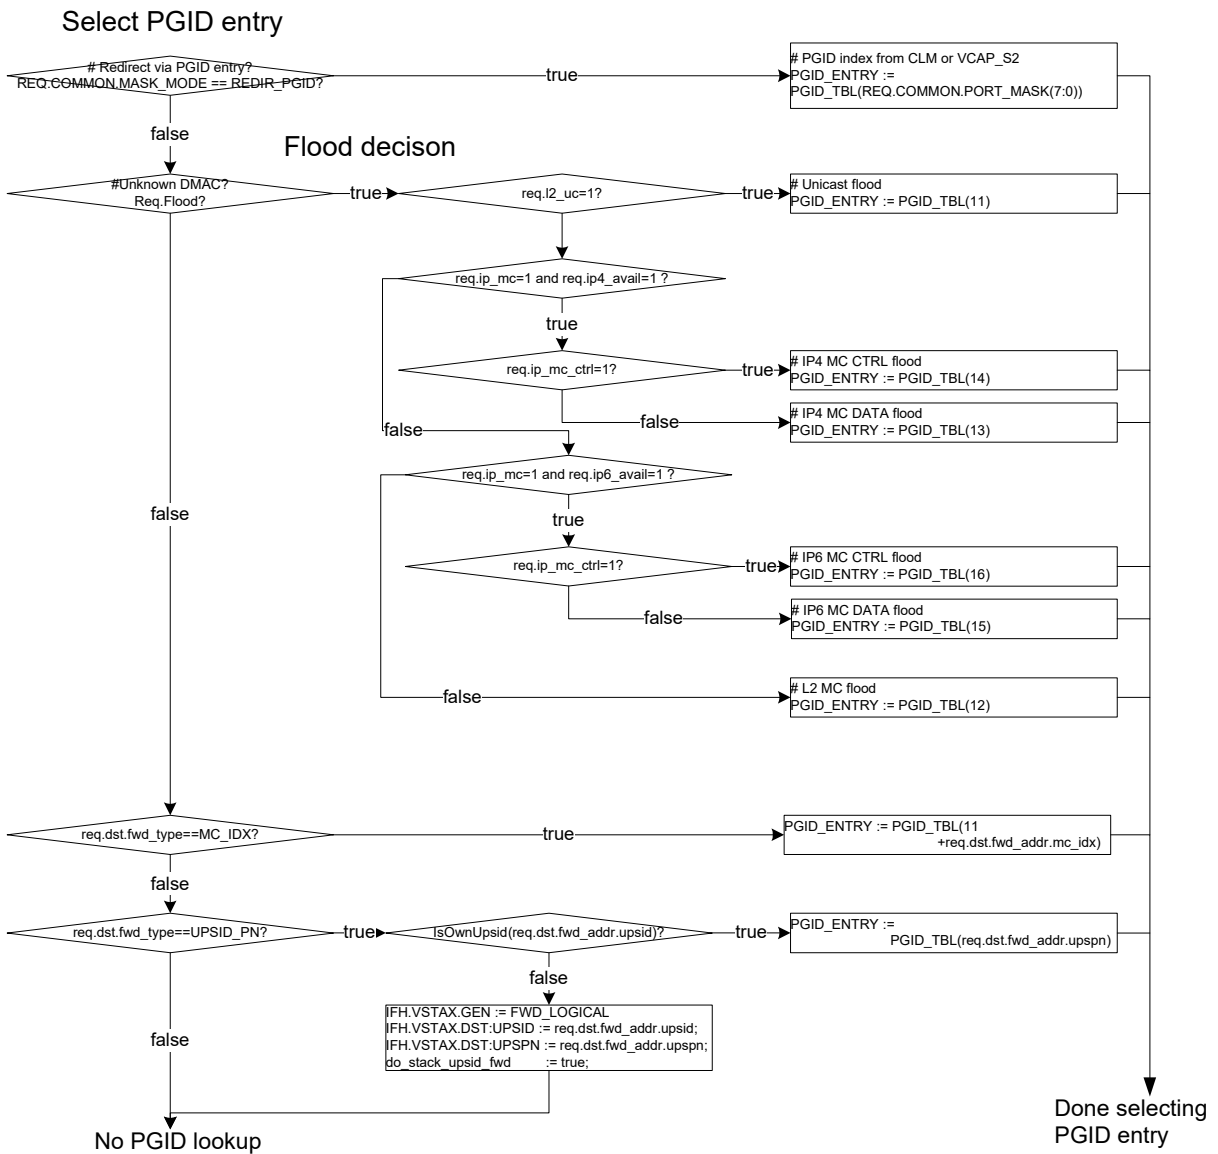 Select PGID entry
# Redirect via PGID entry?
REQ.COMMON.MASK_MODE == REDIR_PGID?
true
# PGID index from CLM or VCAP_S2
PGID_ENTRY :=
PGID_TBL(REQ.COMMON.PORT_MASK(7:0))
false
Flood decison
#Unknown DMAC?
Req.Flood?
true
req.l2_uc=1?
true
# Unicast flood
PGID_ENTRY := PGID_TBL(11)
req.ip_mc=1 and req.ip4_avail=1 ?
true
req.ip_mc_ctrl=1?
true
# IP4 MC CTRL flood
PGID_ENTRY := PGID_TBL(14)
false
# IP4 MC DATA flood
PGID_ENTRY := PGID_TBL(13)
false
req.ip_mc=1 and req.ip6_avail=1 ?
false
true
req.ip_mc_ctrl=1?
true
# IP6 MC CTRL flood
PGID_ENTRY := PGID_TBL(16)
false
# IP6 MC DATA flood
PGID_ENTRY := PGID_TBL(15)
false
# L2 MC flood
PGID_ENTRY := PGID_TBL(12)
req.dst.fwd_type==MC_IDX?
true
PGID_ENTRY := PGID_TBL(11
+req.dst.fwd_addr.mc_idx)
false
req.dst.fwd_type==UPSID_PN?
true
IsOwnUpsid(req.dst.fwd_addr.upsid)?
true
PGID_ENTRY :=
PGID_TBL(req.dst.fwd_addr.upspn)
false
IFH.VSTAX.GEN := FWD_LOGICAL
IFH.VSTAX.DST:UPSID := req.dst.fwd_addr.upsid;
IFH.VSTAX.DST:UPSPN := req.dst.fwd_addr.upspn;
do_stack_upsid_fwd := true;
false
No PGID lookup
Done selecting
PGID entry